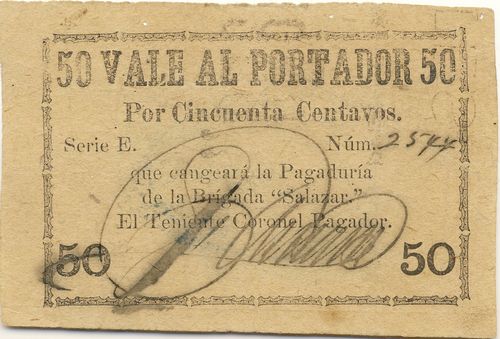 50 VALE AL PORTADOR 50
Por Cincuenta Centavos.
Serie E. Núm. 2544
que cangeará la Pagaduría
de la Brigada “Salazar.”
El Teniente Coronel Pagador.
50 50